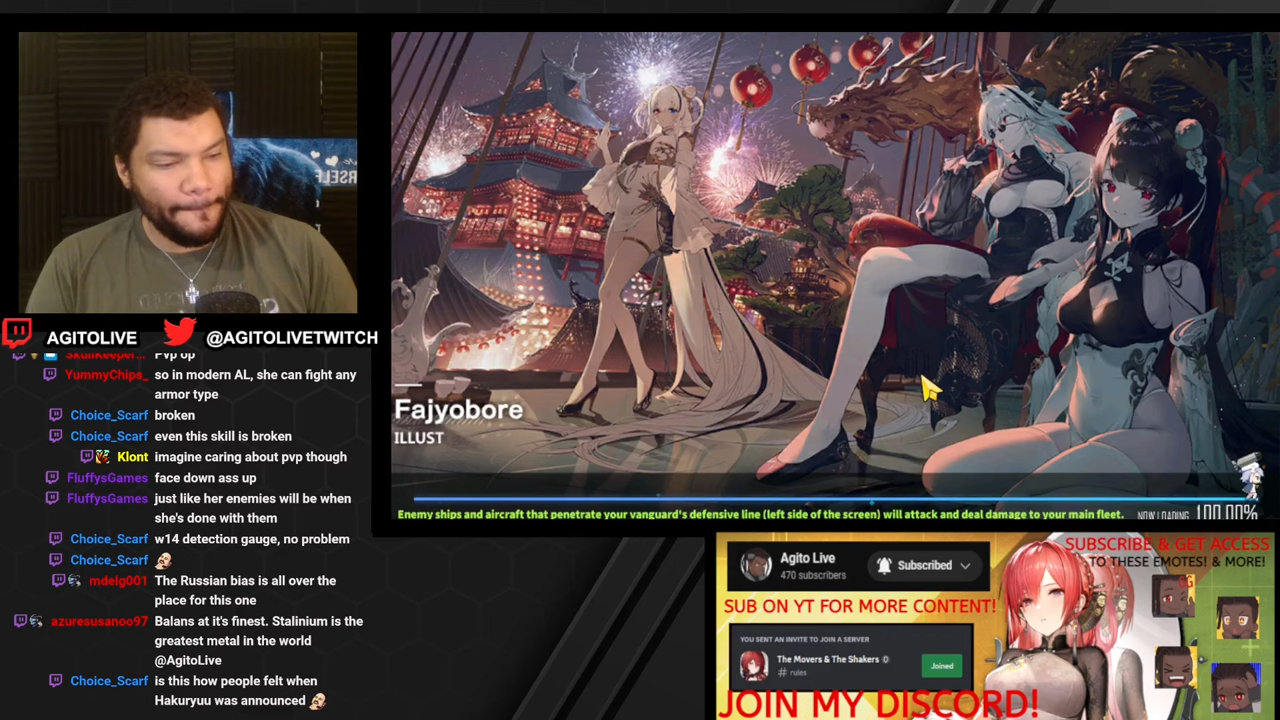 AGITOLIVE
@AGITOLIVETWITCH
SkullKeeper... Pvp op
YummyChips_ so in modern AL, she can fight any
armor type
Choice_Scarf broken
Choice_Scarf even this skill is broken
Klont imagine caring about pvp though
FluffysGames face down ass up
FluffysGames just like her enemies will be when
she's done with them
Choice_Scarf w14 detection gauge, no problem
Choice_Scarf
mdelg001 The Russian bias is all over the
place for this one
azuresusanoo97 Balans at it's finest. Stalinium is the
greatest metal in the world
@AgitoLive
Choice_Scarf is this how people felt when
Hakuryuu was announced
Fajyobore
ILLUST
Enemy ships and aircraft that penetrate your vanguard's defensive line (left side of the screen) will attack and deal damage to your main fleet.
NOW LOADING 100.00%
Agito Live
470 subscribers
Subscribed
SUB ON YT FOR MORE CONTENT!
YOU SENT AN INVITE TO JOIN A SERVER
The Movers & The Shakers
# rules
Joined
JOIN MY DISCORD!
SUBSCRIBE & GET ACCESS
TO THESE EMOTES! & MORE!